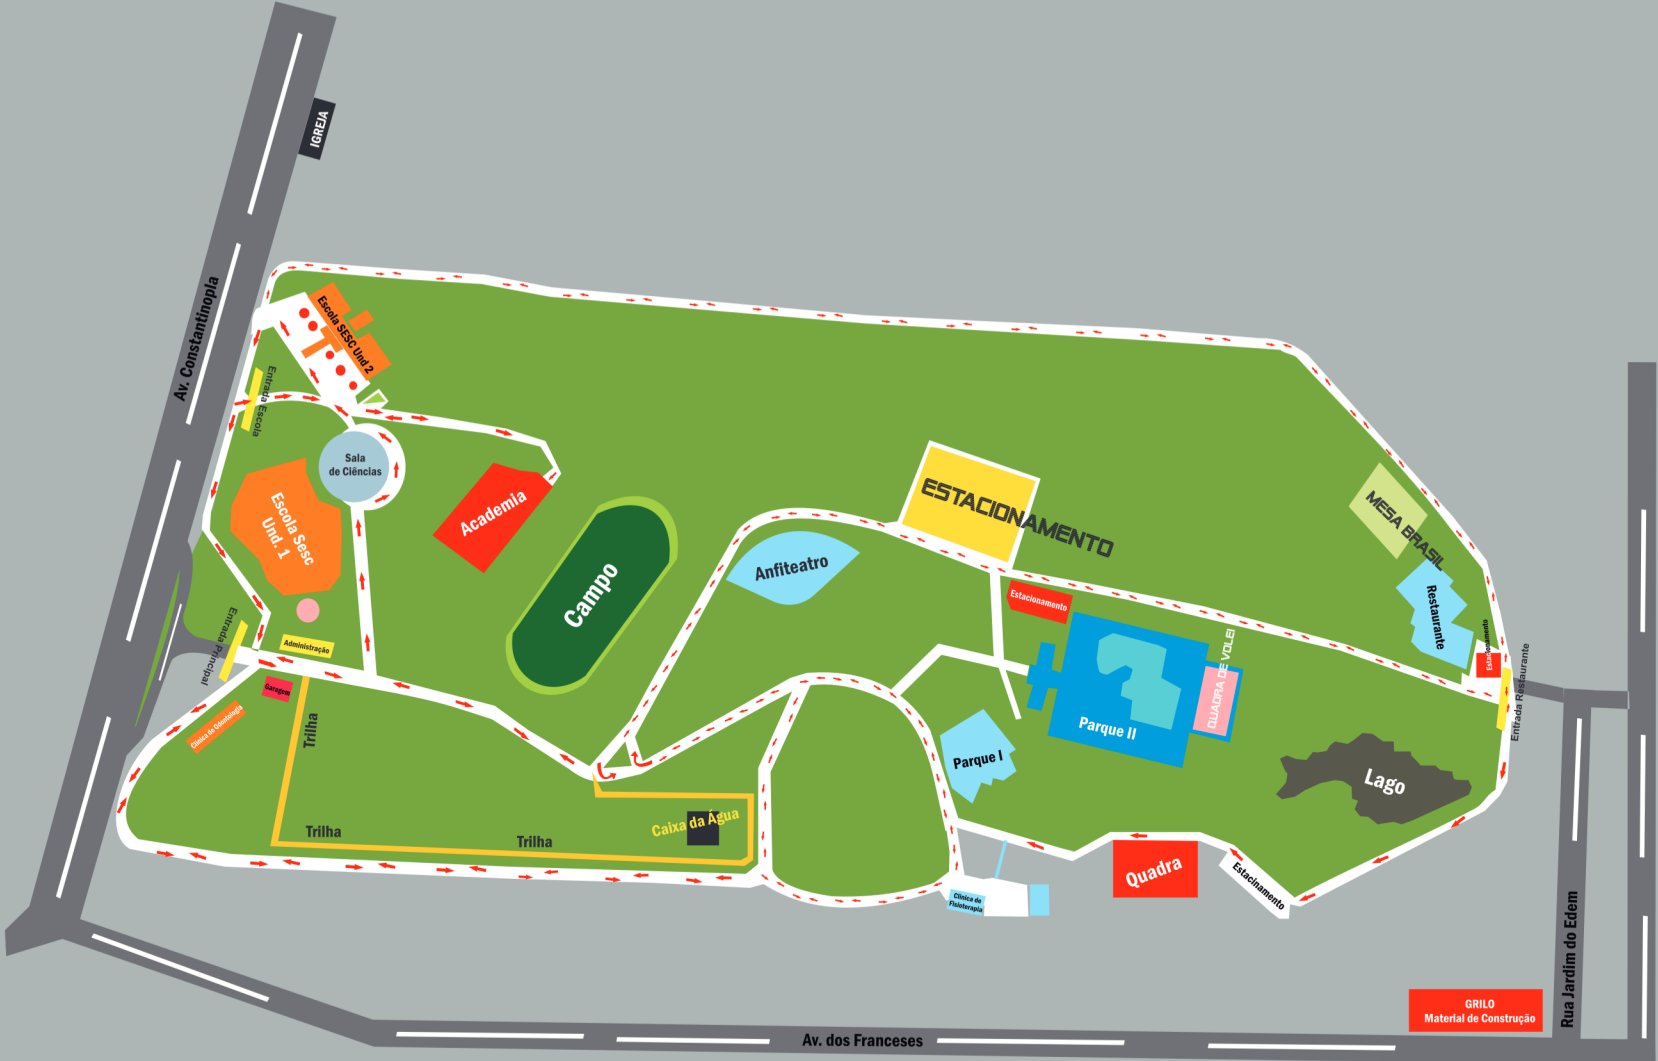 IGREJA
Av. Constantinopla
Escola SESC Und 2
Entrada Escola
Sala
de Ciências
Escola Sesc
Und. 1
Academia
Campo
Anfiteatro
ESTACIONAMENTO
MESA BRASIL
Restaurante
Estacionamento
Estacionamento
Entrada Restaurante
Entrada Principal
Administração
Garagem
Clínica de Odontologia
Trilha
QUADRA DE VOLEI
Parque II
Parque I
Lago
Caixa da Água
Trilha
Trilha
Quadra
Estacinamento
Clínica de
Fisioterapia
Rua Jardim do Edem
GRILO
Material de Construção
Av. dos Franceses